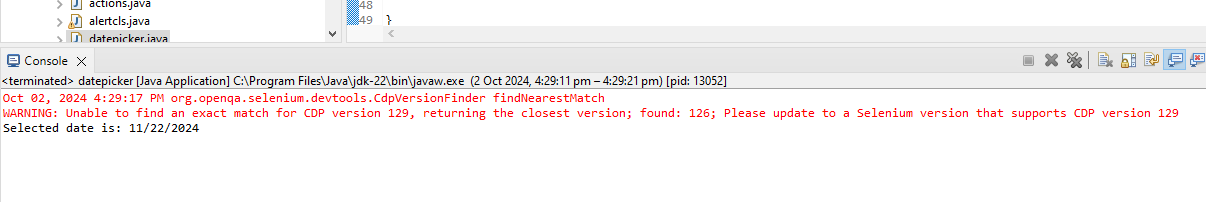 actions.java
alertcls.java
datepicker.java
48
49 }
Console
<terminated> datepicker [Java Application] C:\Program Files\Java\jdk-22\bin\javaw.exe (2 Oct 2024, 4:29:11 pm – 4:29:21 pm) [pid: 13052]
Oct 02, 2024 4:29:17 PM org.openqa.selenium.devtools.CdpVersionFinder findNearestMatch
WARNING: Unable to find an exact match for CDP version 129, returning the closest version; found: 126; Please update to a Selenium version that supports CDP version 129
Selected date is: 11/22/2024